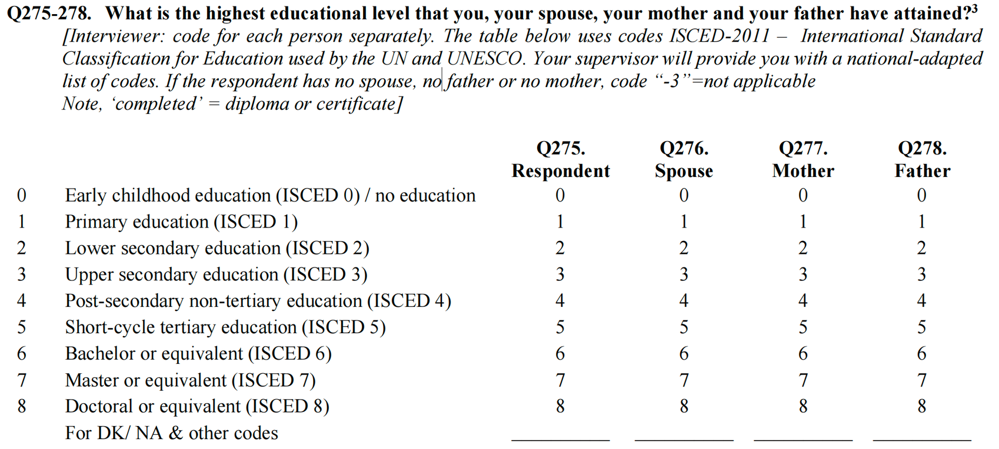 Q275-278. What is the highest educational level that you, your spouse, your mother and your father have attained?³
[Interviewer: code for each person separately. The table below uses codes ISCED-2011 – International Standard
Classification for Education used by the UN and UNESCO. Your supervisor will provide you with a national-adapted
list of codes. If the respondent has no spouse, no father or no mother, code “-3”=not applicable
Note, ‘completed’ = diploma or certificate]
Q275. Q276. Q277. Q278.
Respondent Spouse Mother Father
0 Early childhood education (ISCED 0) / no education 0 0 0 0
1 Primary education (ISCED 1) 1 1 1 1
2 Lower secondary education (ISCED 2) 2 2 2 2
3 Upper secondary education (ISCED 3) 3 3 3 3
4 Post-secondary non-tertiary education (ISCED 4) 4 4 4 4
5 Short-cycle tertiary education (ISCED 5) 5 5 5 5
6 Bachelor or equivalent (ISCED 6) 6 6 6 6
7 Master or equivalent (ISCED 7) 7 7 7 7
8 Doctoral or equivalent (ISCED 8) 8 8 8 8
For DK/ NA & other codes